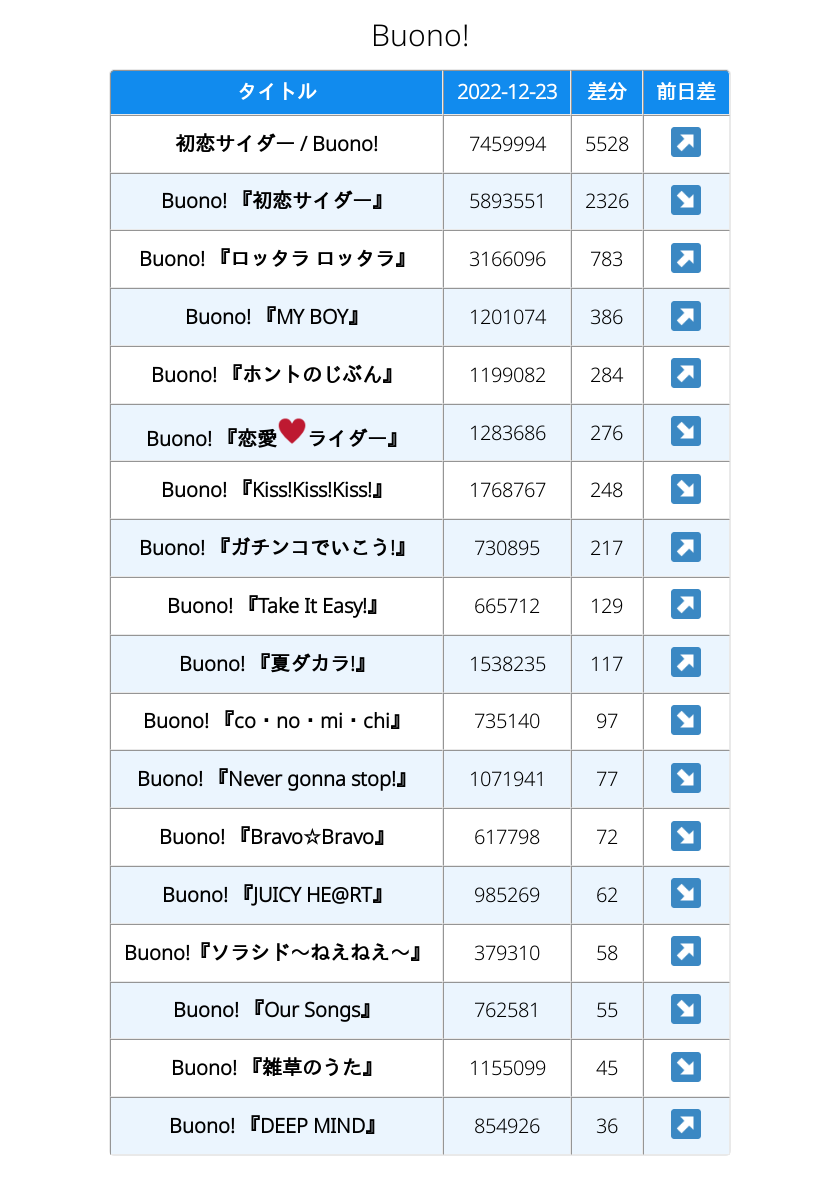 Buono!
タイトル 2022-12-23 差分 前日差
初恋サイダー / Buono! 7459994 5528 ↗
Buono! 『初恋サイダー』 5893551 2326 ↘
Buono! 『ロッタラ ロッタラ』 3166096 783 ↗
Buono! 『MY BOY』 1201074 386 ↗
Buono! 『ホントのじぶん』 1199082 284 ↗
Buono! 『恋愛♥ライダー』 1283686 276 ↘
Buono! 『Kiss!Kiss!Kiss!』 1768767 248 ↘
Buono! 『ガチンコでいこう!』 730895 217 ↗
Buono! 『Take It Easy!』 665712 129 ↗
Buono! 『夏ダカラ!』 1538235 117 ↗
Buono! 『co・no・mi・chi』 735140 97 ↘
Buono! 『Never gonna stop!』 1071941 77 ↘
Buono! 『Bravo☆Bravo』 617798 72 ↘
Buono! 『JUICY HE@RT』 985269 62 ↘
Buono!『ソラシド〜ねえねえ〜』 379310 58 ↗
Buono! 『Our Songs』 762581 55 ↘
Buono! 『雑草のうた』 1155099 45 ↘
Buono! 『DEEP MIND』 854926 36 ↗